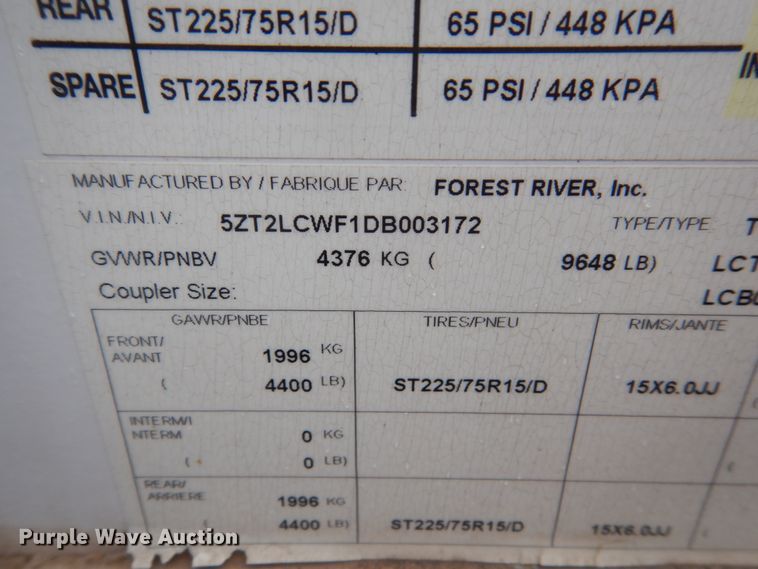 REAR ST225/75R15/D 65 PSI / 448 KPA
SPARE ST225/75R15/D 65 PSI / 448 KPA
MANUFACTURED BY / FABRIQUE PAR: FOREST RIVER, Inc.
V.I.N./N.I.V.: 5ZT2LCWF1DB003172 TYPE/TYPE:
GVWR/PNBV 4376 KG ( 9648 LB) LCT
Coupler Size:
GAWR/PNBE TIRES/PNEU RIMS/JANTE
FRONT/
AVANT 1996 KG
( 4400 LB) ST225/75R15/D 15X6.0JJ
INTERM/I
NTERM 0 KG
( 0 LB)
REAR/
ARRIERE 1996 KG
4400 LB) ST225/75R15/D 15X6.0JJ
Purple Wave Auction